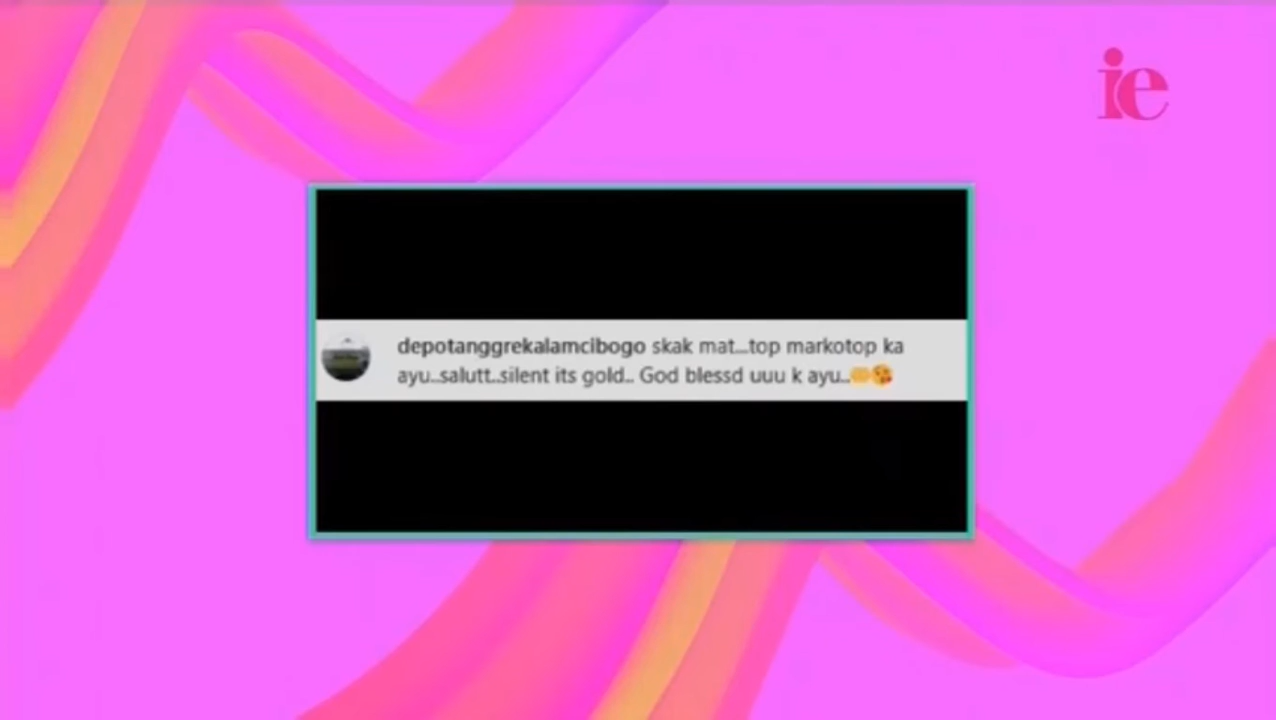 ie
depotanggrekalamcibogo skak mat...top markotop ka
ayu..salutt..silent its gold.. God blessd uuu k ayu..🤲😘